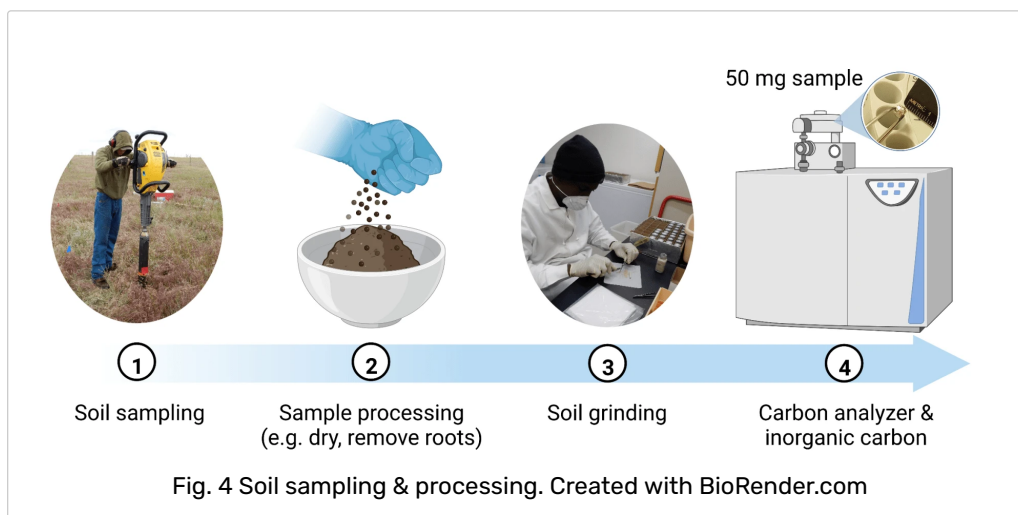 50 mg sample
1
2
3
4
Soil sampling
Sample processing
(e.g. dry, remove roots)
Soil grinding
Carbon analyzer &
inorganic carbon
Fig. 4 Soil sampling & processing. Created with BioRender.com